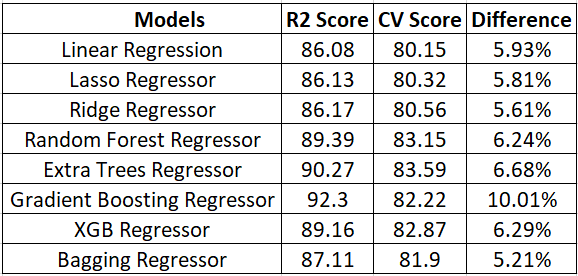 Models R2 Score CV Score Difference
Linear Regression 86.08 80.15 5.93%
Lasso Regressor 86.13 80.32 5.81%
Ridge Regressor 86.17 80.56 5.61%
Random Forest Regressor 89.39 83.15 6.24%
Extra Trees Regressor 90.27 83.59 6.68%
Gradient Boosting Regressor 92.3 82.22 10.01%
XGB Regressor 89.16 82.87 6.29%
Bagging Regressor 87.11 81.9 5.21%